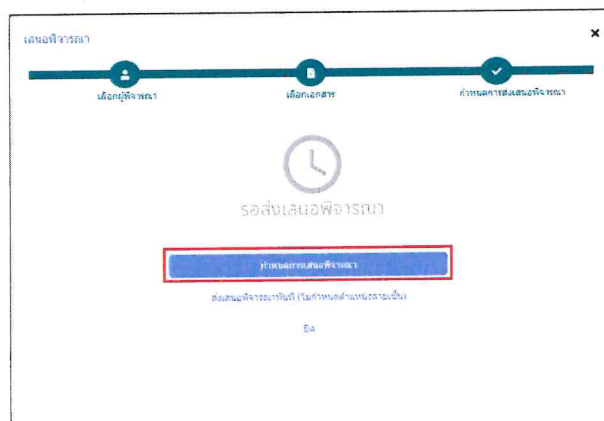 เสนอพิจารณา
เลือกผู้พิจารณา
เลือกเอกสาร
กำหนดการส่งเสนอพิจารณา
รอส่งเสนอพิจารณา
กำหนดการเสนอพิจารณา
ส่งเสนอพิจารณาทันที (ไม่กำหนดตำแหน่งลายเซ็น)
ปิด